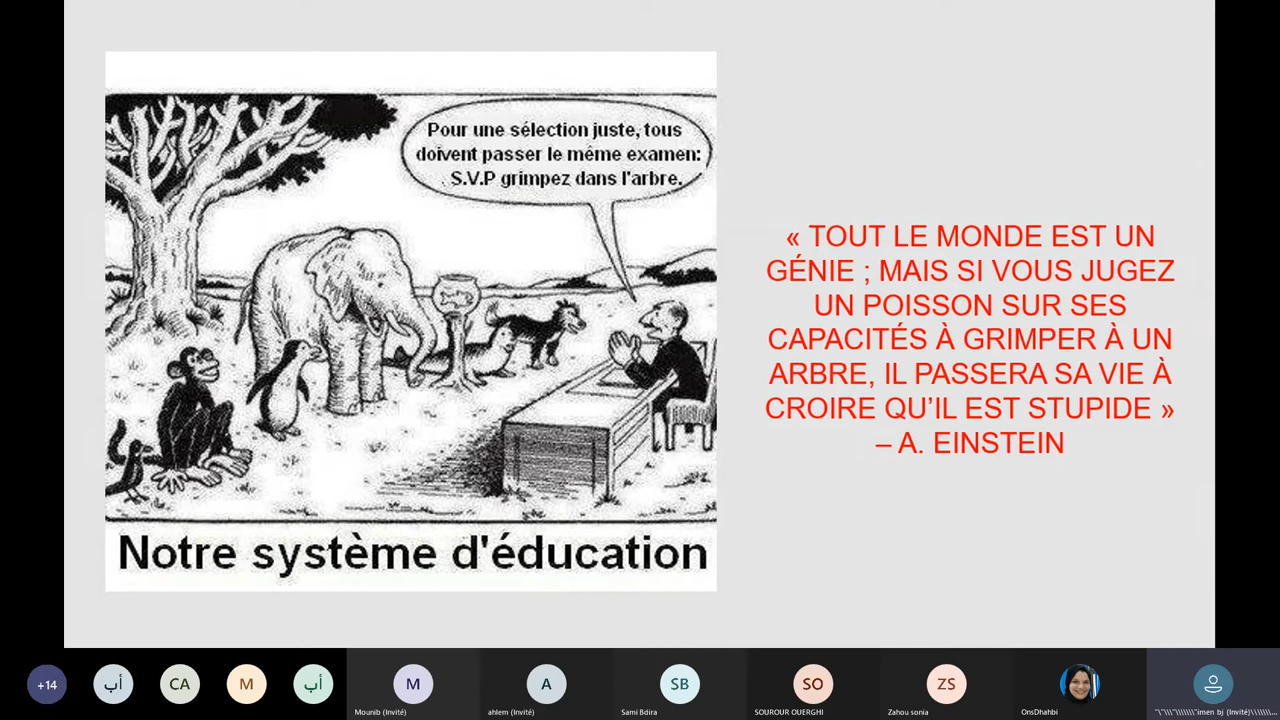 Pour une sélection juste, tous
doivent passer le même examen:
S.V.P grimpez dans l'arbre.
Notre système d'éducation
« TOUT LE MONDE EST UN
GÉNIE ; MAIS SI VOUS JUGEZ
UN POISSON SUR SES
CAPACITÉS À GRIMPER À UN
ARBRE, IL PASSERA SA VIE À
CROIRE QU’IL EST STUPIDE »
– A. EINSTEIN
+14
أب
CA
M
أب
M
A
SB
SO
ZS
Mounib (Invité)
ahlem (Invité)
Sami Bdira
SOUROUR OUERGHI
Zahou sonia
OnsDhahbi
imen bj (Invité)